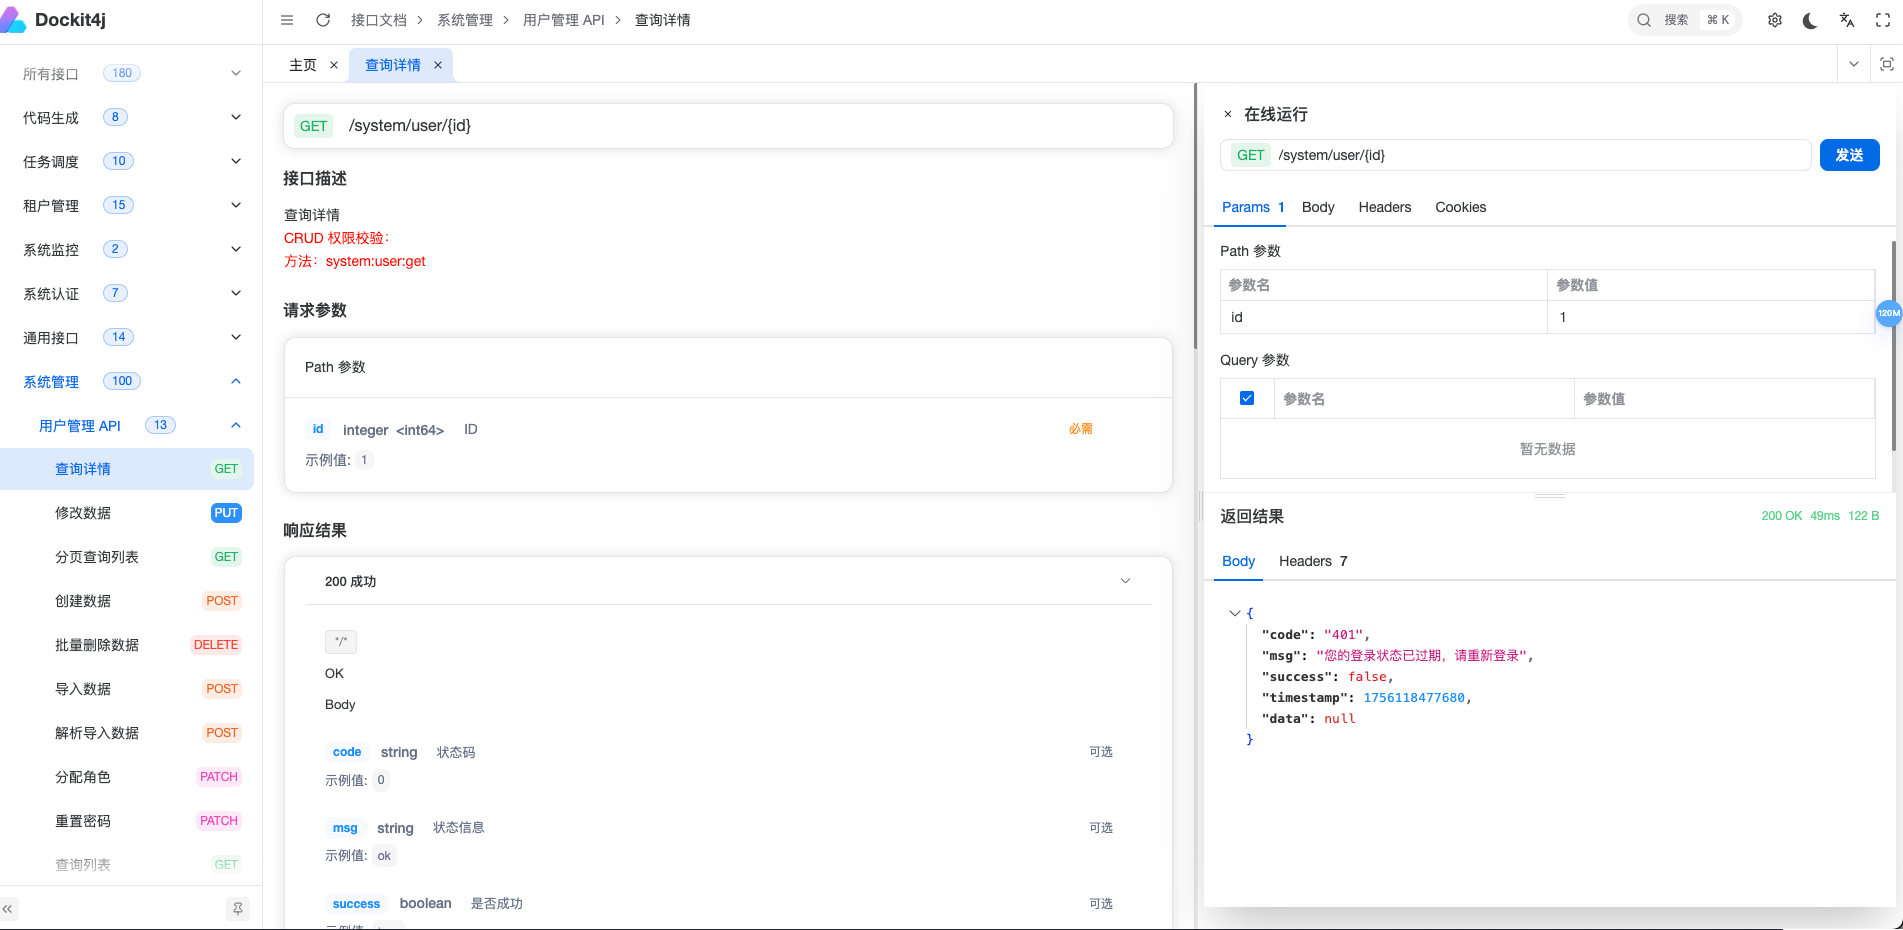 Dockit4j
接口文档 > 系统管理 > 用户管理 API > 查询详情
搜索 ⌘ K
主页 ×
查询详情 ×
所有接口 180
代码生成 8
任务调度 10
租户管理 15
系统监控 2
系统认证 7
通用接口 14
系统管理 100
用户管理 API 13
查询详情 GET
修改数据 PUT
分页查询列表 GET
创建数据 POST
批量删除数据 DELETE
导入数据 POST
解析导入数据 POST
分配角色 PATCH
重置密码 PATCH
查询列表 GET
GET /system/user/{id}
接口描述
查询详情
CRUD 权限校验：
方法：system:user:get
请求参数
Path 参数
id integer <int64> ID 必需
示例值: 1
响应结果
200 成功
*/*
OK
Body
code string 状态码 可选
示例值: 0
msg string 状态信息 可选
示例值: ok
success boolean 是否成功 可选
× 在线运行
GET /system/user/{id} 发送
Params 1 Body Headers Cookies
Path 参数
参数名 参数值
id 1
Query 参数
参数名 参数值
暂无数据
120M
返回结果 200 OK 49ms 122 B
Body Headers 7
{
"code": "401",
"msg": "您的登录状态已过期，请重新登录",
"success": false,
"timestamp": 1756118477680,
"data": null
}